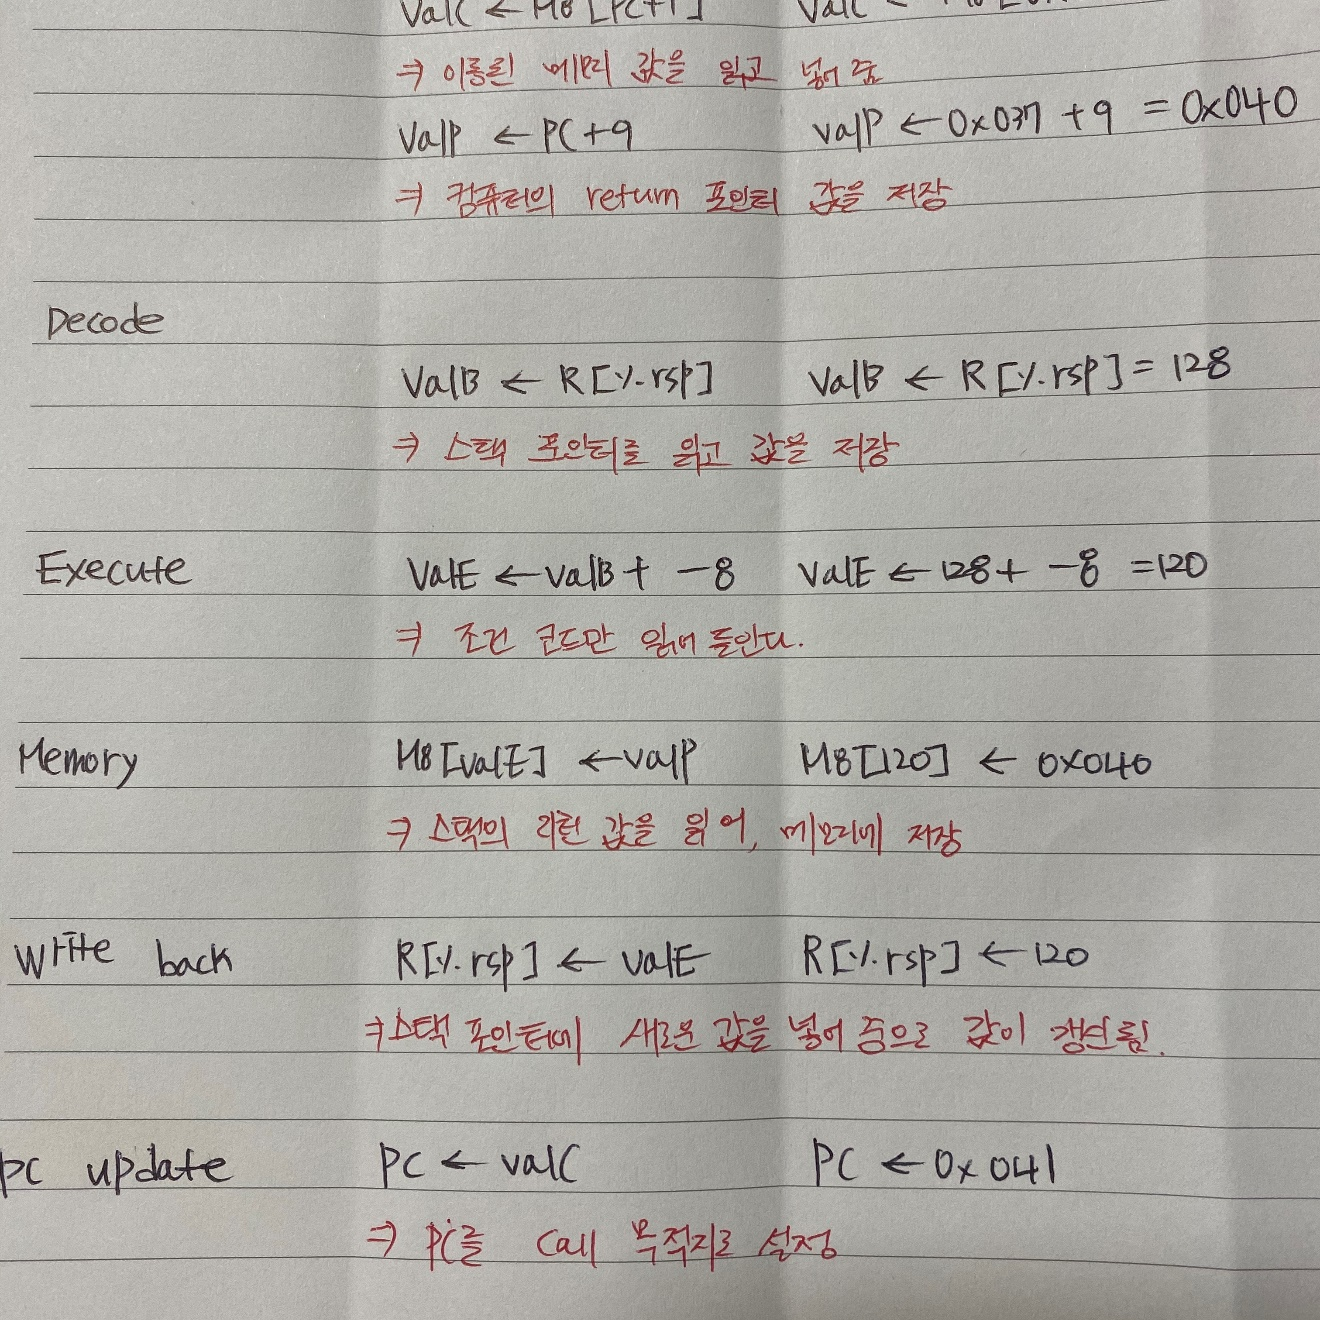 ValC ← M8[PC+1] ValC ←
⇒ 이동된 메모리 값을 읽고 넣어 줌
ValP ← PC+9 valP ← 0x037 + 9 = 0x040
⇒ 컴퓨터의 return 포인터 값을 저장
Decode
ValB ← R[%rsp] ValB ← R[%rsp] = 128
⇒ 스택 포인터를 읽고 값을 저장
Execute ValE ← valB + -8 ValE ← 128 + -8 = 120
⇒ 조건 코드만 읽어 들인다.
Memory M8[valE] ← valP M8[120] ← 0x040
⇒ 스택의 리턴 값을 읽어, 메모리에 저장
Write back R[%rsp] ← valE R[%rsp] ← 120
⇒ 스택 포인터에 새로운 값을 넣어 줌으로 값이 갱신됨.
PC update PC ← valC PC ← 0x041
⇒ PC를 Call 목적지로 설정